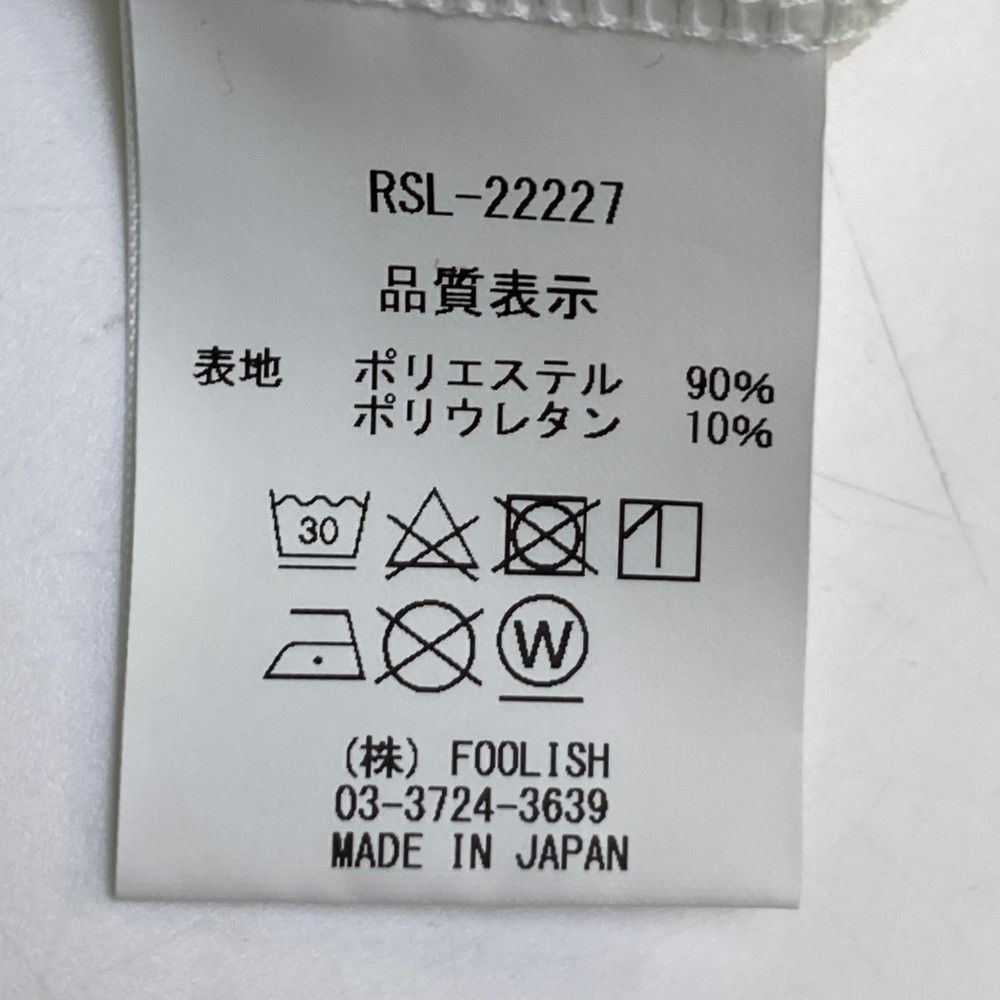 RSL-22227
品質表示
表地 ポリエステル 90%
ポリウレタン 10%
30
W
(株) FOOLISH
03-3724-3639
MADE IN JAPAN